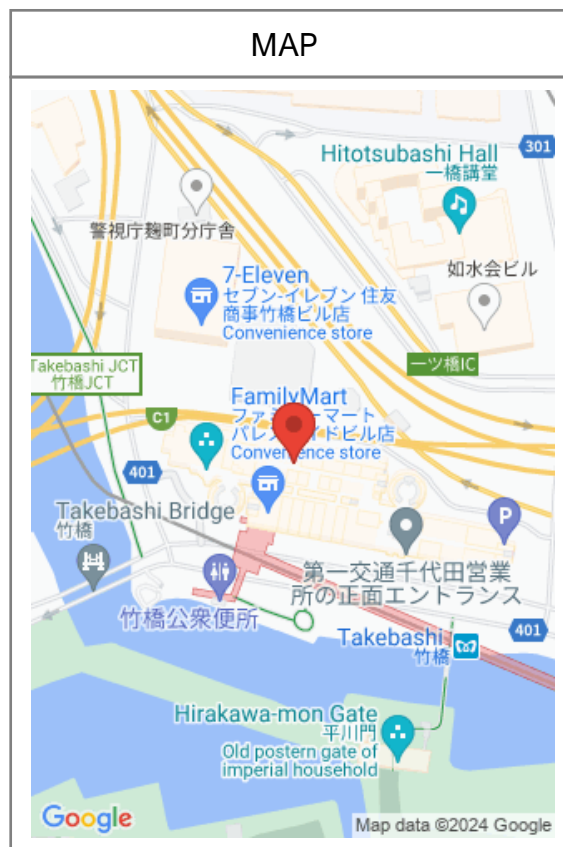 MAP
Hitotsubashi Hall
一橋講堂
301
警視庁麹町分庁舎
如水会ビル
7-Eleven
セブン-イレブン 住友
商事竹橋ビル店
Convenience store
Takebashi JCT
竹橋JCT
一ツ橋IC
FamilyMart
C1
Convenience store
401
Takebashi Bridge
竹橋
P
第一交通千代田営業
所の正面エントランス
竹橋公衆便所
401
Takebashi
竹橋
Hirakawa-mon Gate
平川門
Old postern gate of
imperial household
Google
Map data ©2024 Google